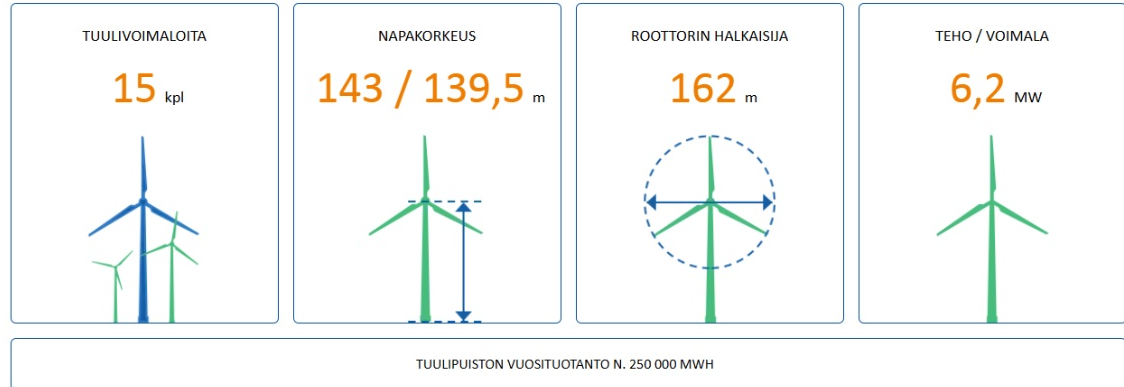 TUULIVOIMALOITA
15 kpl
NAPAKORKEUS
143 / 139,5 m
ROOTTORIN HALKAISIJA
162 m
TEHO / VOIMALA
6,2 MW
TUULIPUISTON VUOSITUOTANTO N. 250 000 MWH